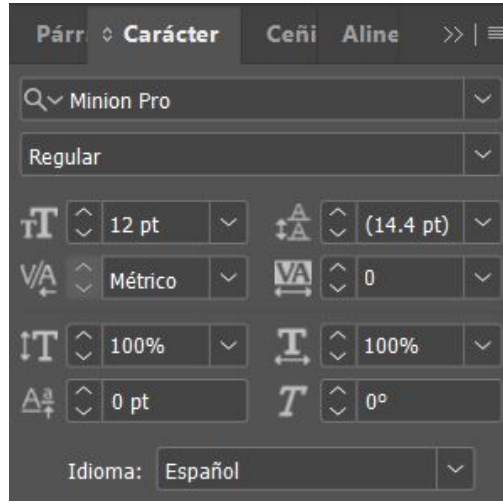 Párr Carácter Ceñi Aline
Minion Pro
Regular
12 pt (14.4 pt)
Métrico 0
100% 100%
0 pt 0°
Idioma: Español